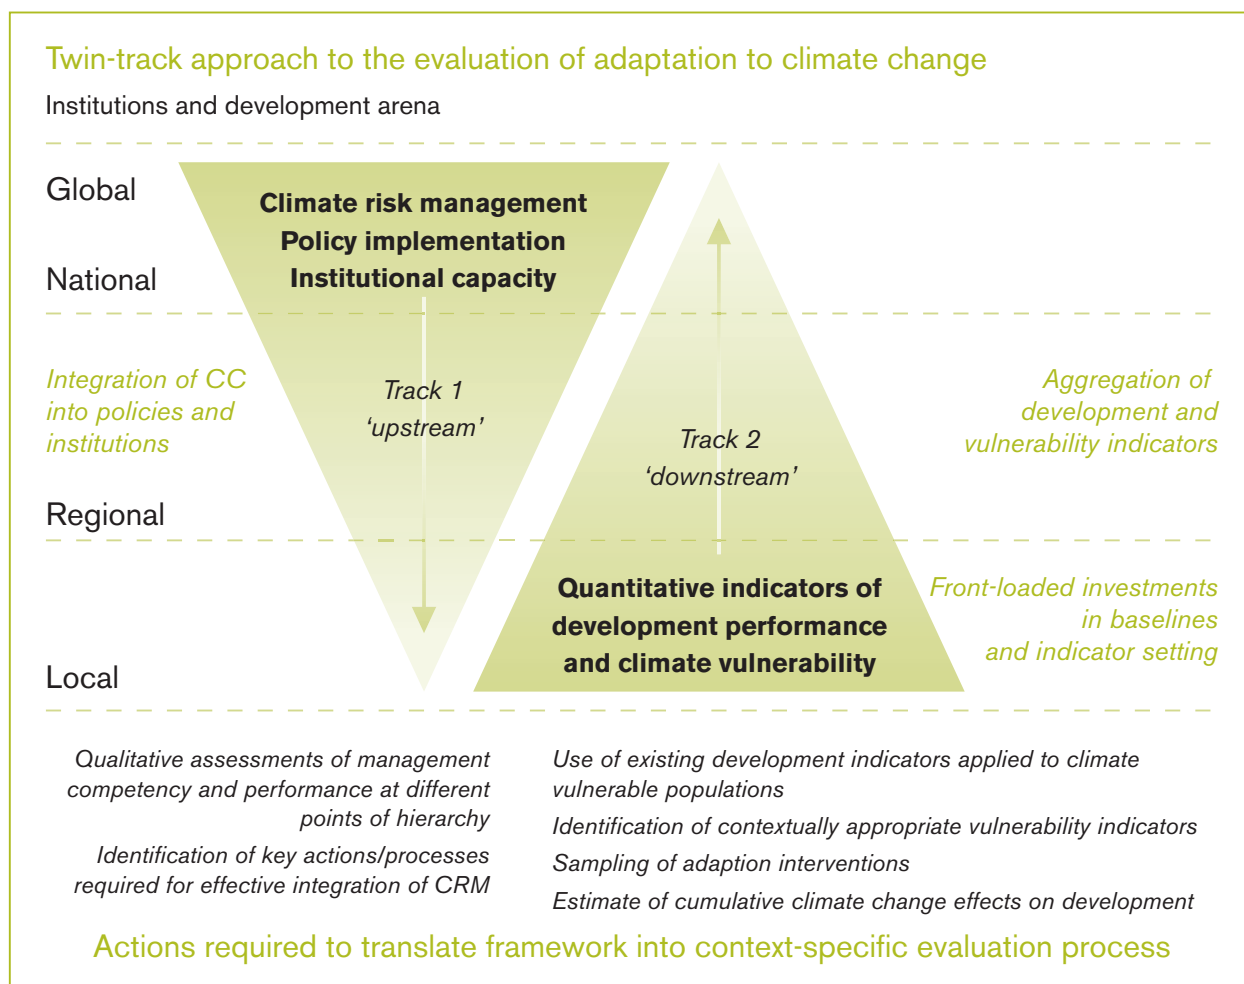 Twin-track approach to the evaluation of adaptation to climate change
Institutions and development arena
Global
National
Regional
Local
Climate risk management
Policy implementation
Institutional capacity
Integration of CC
into policies and
institutions
Track 1
‘upstream’
Track 2
‘downstream’
Aggregation of
development and
vulnerability indicators
Quantitative indicators of
development performance
and climate vulnerability
Front-loaded investments
in baselines
and indicator setting
Qualitative assessments of management
competency and performance at different
points of hierarchy
Identification of key actions/processes
required for effective integration of CRM
Use of existing development indicators applied to climate
vulnerable populations
Identification of contextually appropriate vulnerability indicators
Sampling of adaption interventions
Estimate of cumulative climate change effects on development
Actions required to translate framework into context-specific evaluation process